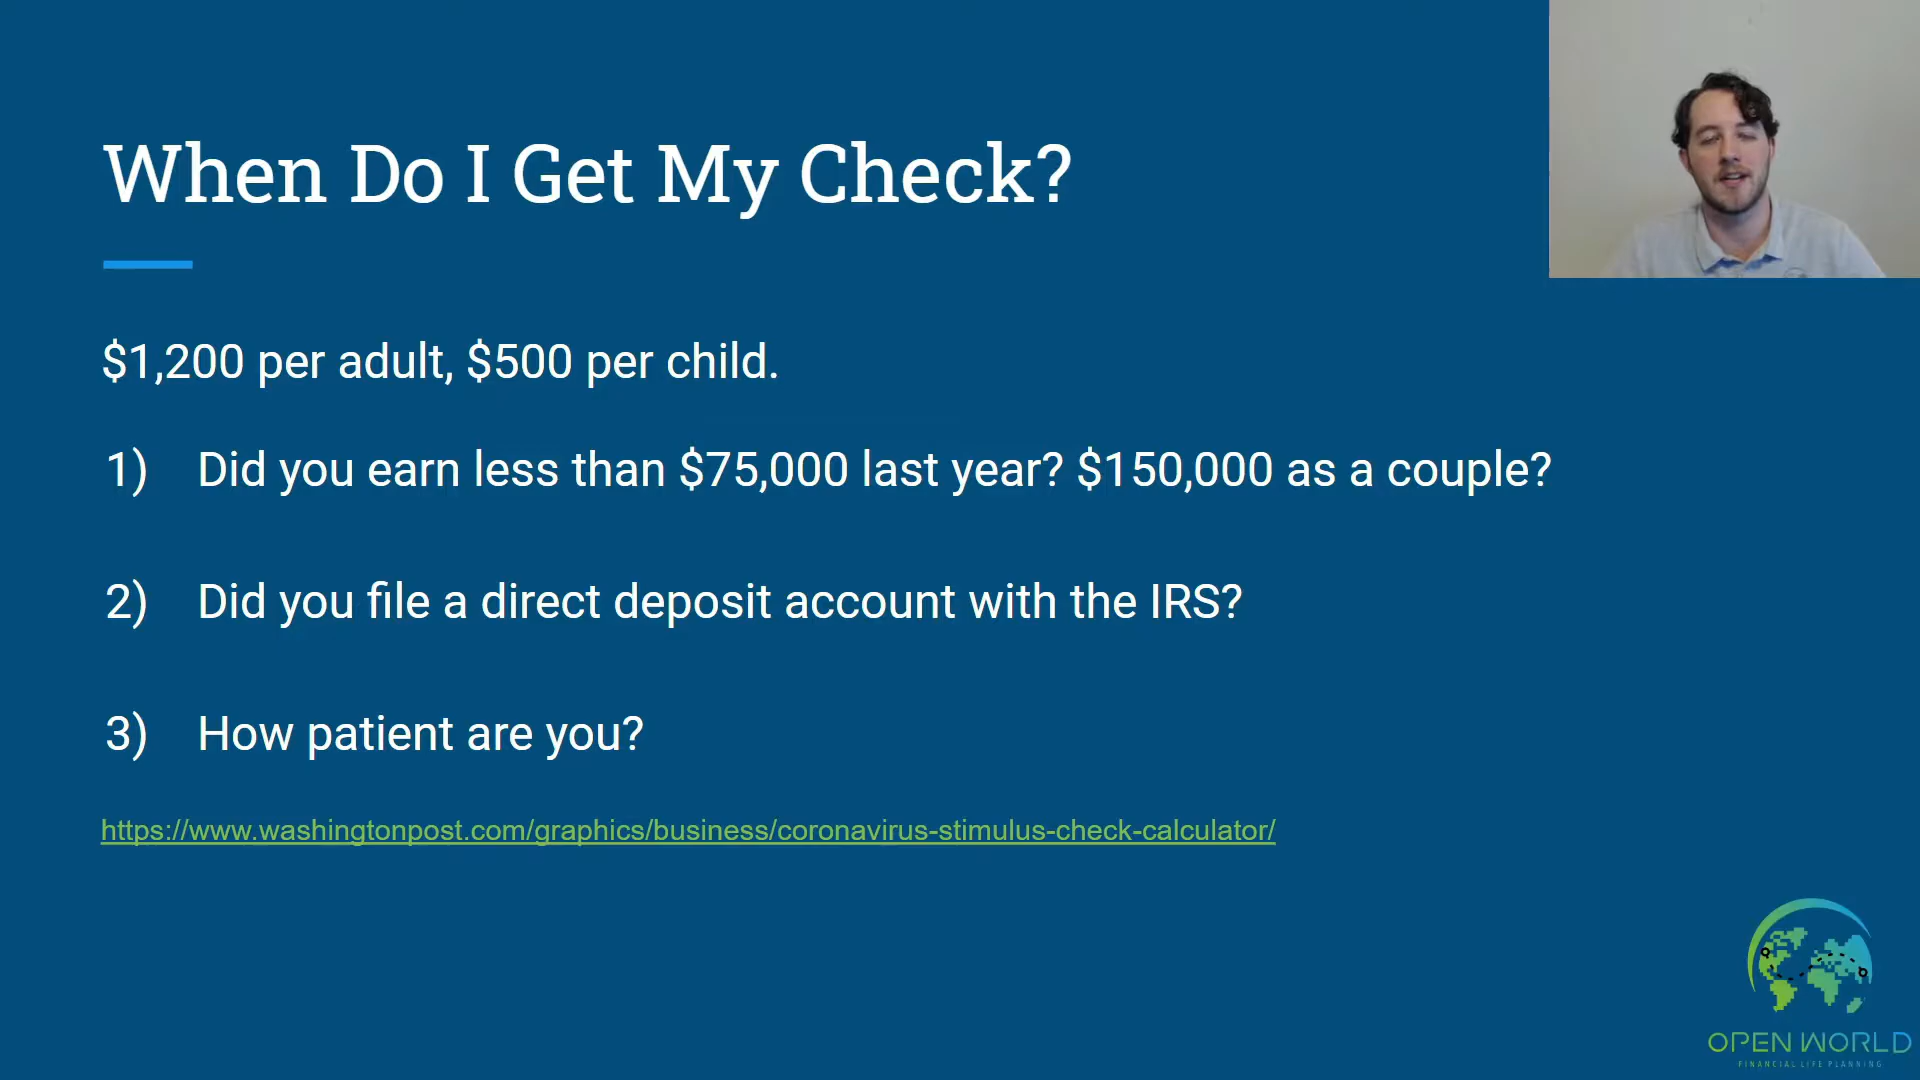 When Do I Get My Check?
$1,200 per adult, $500 per child.
1) Did you earn less than $75,000 last year? $150,000 as a couple?
2) Did you file a direct deposit account with the IRS?
3) How patient are you?
https://www.washingtonpost.com/graphics/business/coronavirus-stimulus-check-calculator/
OPEN WORLD
FINANCIAL LIFE PLANNING